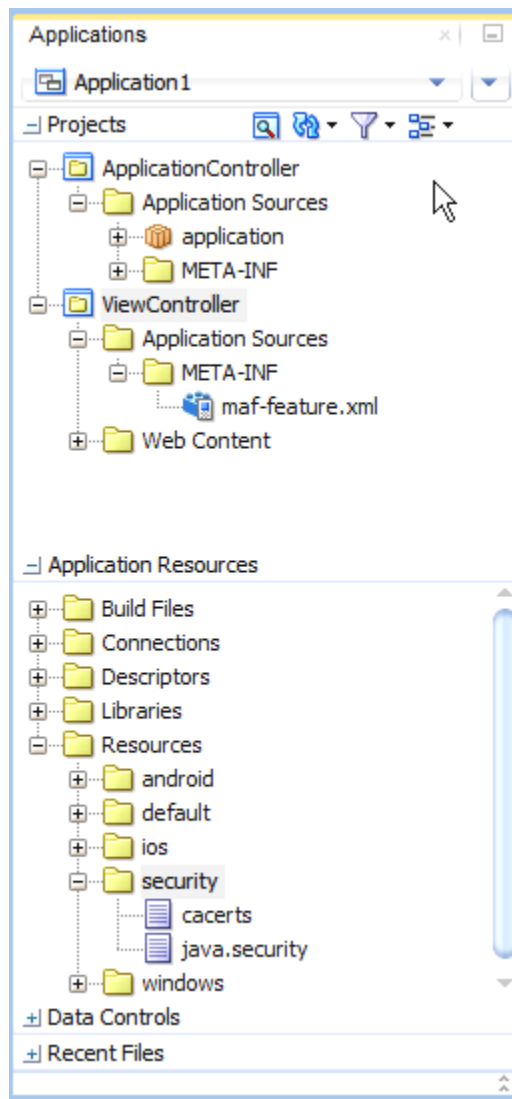 Applications
Application1
Projects
ApplicationController
Application Sources
application
META-INF
ViewController
Application Sources
META-INF
maf-feature.xml
Web Content
Application Resources
Build Files
Connections
Descriptors
Libraries
Resources
android
default
ios
security
cacerts
java.security
windows
Data Controls
Recent Files